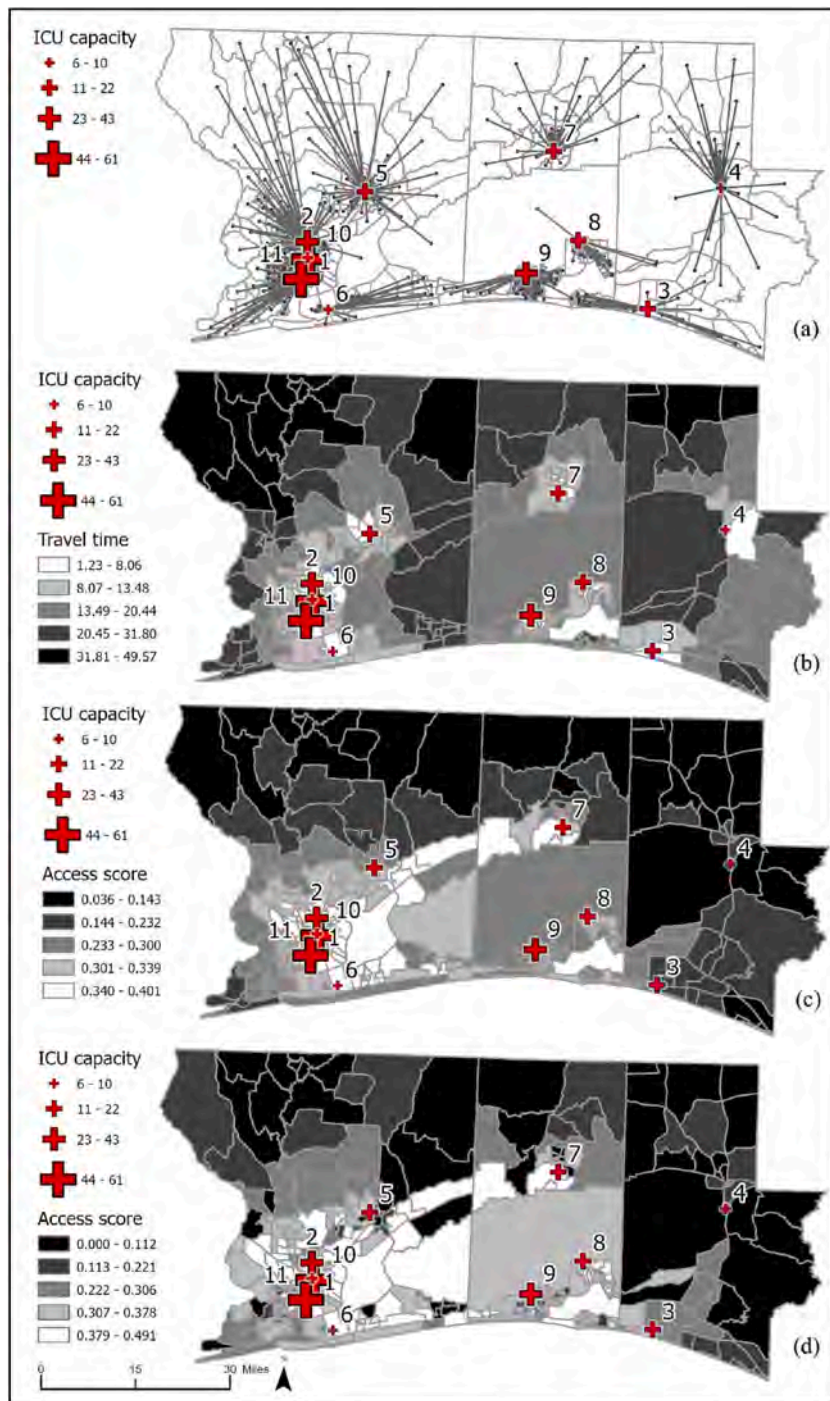 ICU capacity
6 - 10
11 - 22
23 - 43
44 - 61
7
5
4
2
10
8
11
1
9
6
3
(a)
ICU capacity
6 - 10
11 - 22
23 - 43
44 - 61
Travel time
1.23 - 8.06
8.07 - 13.48
13.49 - 20.44
20.45 - 31.80
31.81 - 49.57
7
5
4
2
10
8
11
1
9
6
3
(b)
ICU capacity
6 - 10
11 - 22
23 - 43
44 - 61
Access score
0.036 - 0.143
0.144 - 0.232
0.233 - 0.300
0.301 - 0.339
0.340 - 0.401
7
5
4
2
10
8
11
1
9
6
3
(c)
ICU capacity
6 - 10
11 - 22
23 - 43
44 - 61
Access score
0.000 - 0.112
0.113 - 0.221
0.222 - 0.306
0.307 - 0.378
0.379 - 0.491
7
5
4
2
10
8
11
1
9
6
3
(d)
0 15 30 Miles